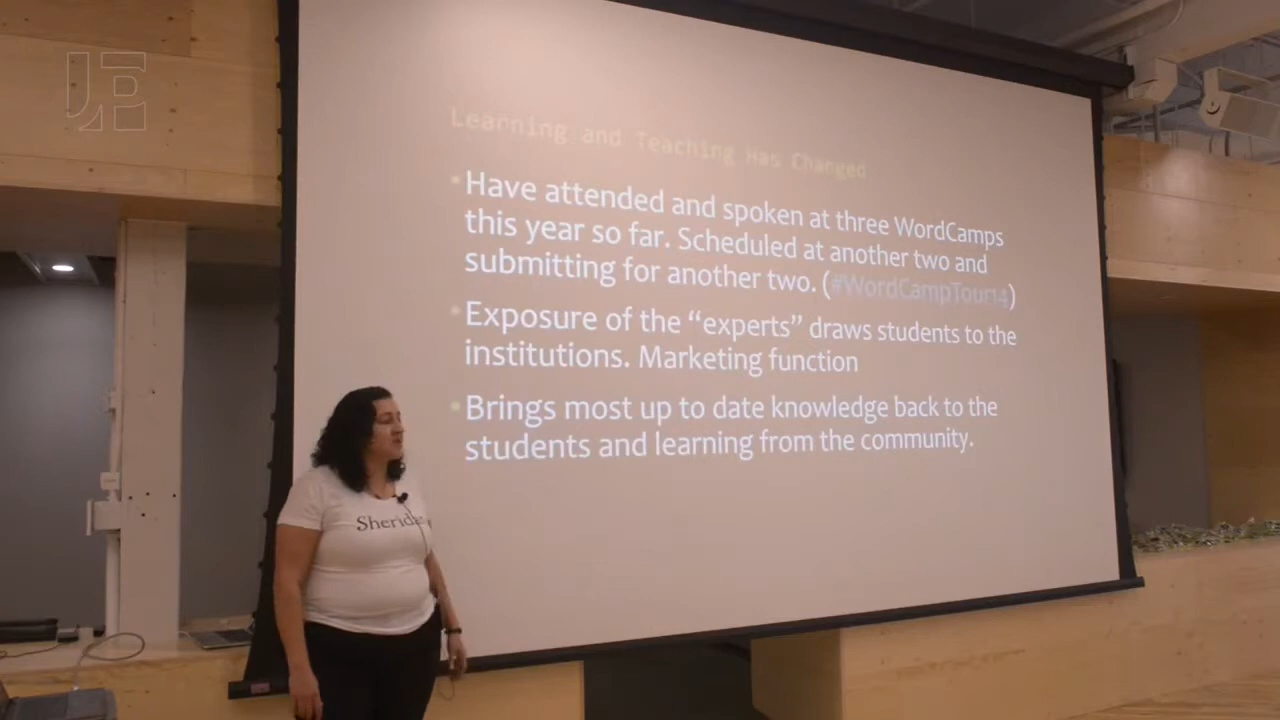 JP
Learning and Teaching Has Changed
Have attended and spoken at three WordCamps
this year so far. Scheduled at another two and
submitting for another two. (#WordCampTour14)
Exposure of the “experts” draws students to the
institutions. Marketing function
Brings most up to date knowledge back to the
students and learning from the community.
Sheridan